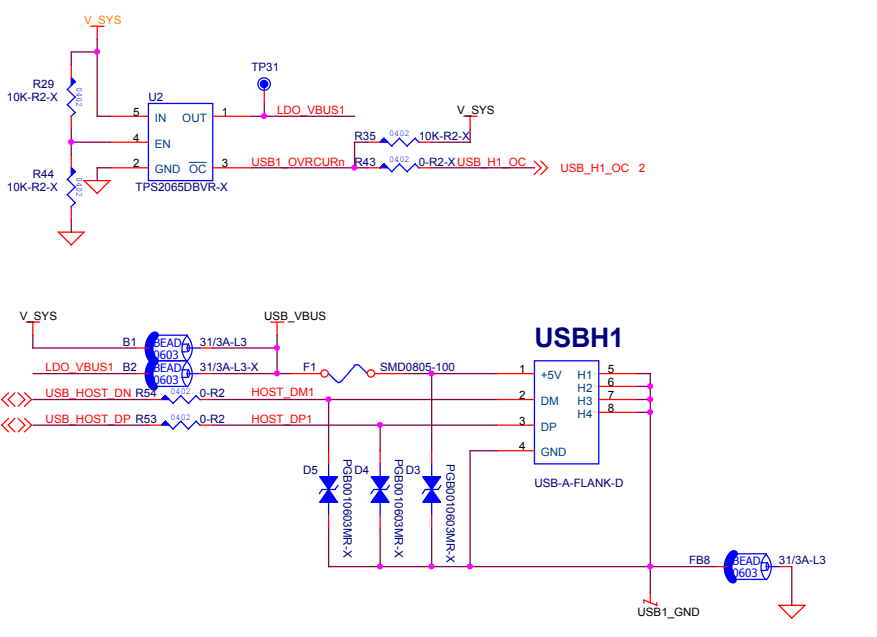 V_SYS
TP31
R29
10K-R2-X
0402
U2
5 IN OUT 1
LDO_VBUS1
V_SYS
4 EN
R35 0402 10K-R2-X
2 GND OC 3
USB1_OVRCURn
R43 0402 0-R2-X
USB_H1_OC
USB_H1_OC 2
TPS2065DBVR-X
R44
10K-R2-X
0402
V_SYS
USB_VBUS
USBH1
B1 BEAD 0603 31/3A-L3
LDO_VBUS1 B2 BEAD 0603 31/3A-L3-X
F1 SMD0805-100
1 +5V H1 5
H2 6
USB_HOST_DN R54 0402 0-R2 HOST_DM1
2 DM H3 7
H4 8
USB_HOST_DP R53 0402 0-R2 HOST_DP1
3 DP
4 GND
USB-A-FLANK-D
D5 PGB0010603MR-X
D4 PGB0010603MR-X
D3 PGB0010603MR-X
FB8 BEAD 0603 31/3A-L3
USB1_GND